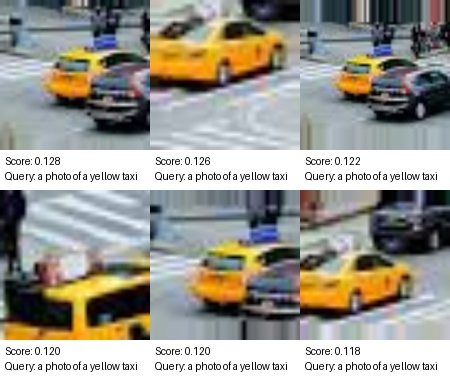 Score: 0.128
Query: a photo of a yellow taxi
Score: 0.126
Query: a photo of a yellow taxi
Score: 0.122
Query: a photo of a yellow taxi
Score: 0.120
Query: a photo of a yellow taxi
Score: 0.120
Query: a photo of a yellow taxi
Score: 0.118
Query: a photo of a yellow taxi